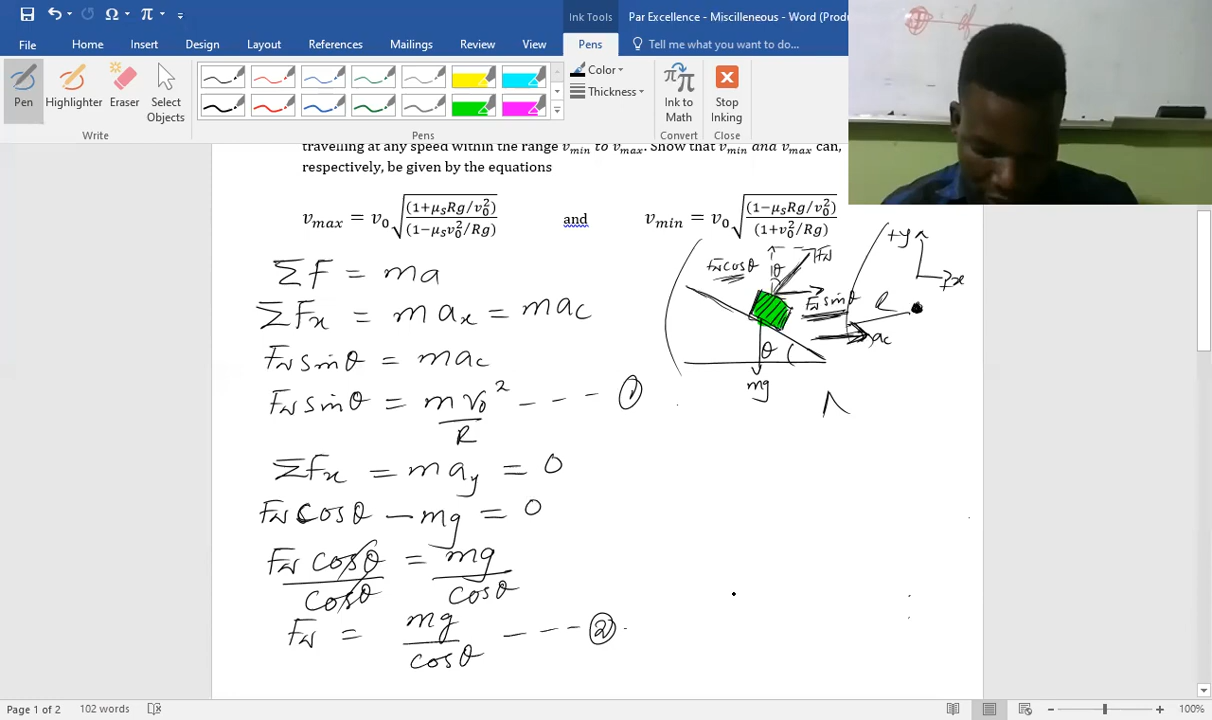 Ink Tools
Par Excellence - Miscilleneous - Word (Produ
File Home Insert Design Layout References Mailings Review View Pens Tell me what you want to do...
Pen Highlighter Eraser Select Objects
Color
Thickness
Ink to Math
Stop Inking
Write Pens Convert Close
travelling at any speed within the range v_min to v_max. Show that v_min and v_max can,
respectively, be given by the equations
v_max = v_0 √((1+μ_sRg/v_0^2)/(1−μ_sv_0^2/Rg)) and v_min = v_0 √((1−μ_sRg/v_0^2)/(1+v_0^2/Rg))
ΣF = ma
ΣFx = max = mac
FN sinθ = mac
FN sinθ = mv0²/R - - - ①
ΣFx = may = 0
FN cosθ − mg = 0
FN cosθ/cosθ = mg/cosθ
FN = mg/cosθ - - - ②
FN cosθ
θ
FN
FN sinθ
θ
mg
ac
R
+y
+x
Page 1 of 2 102 words
100%